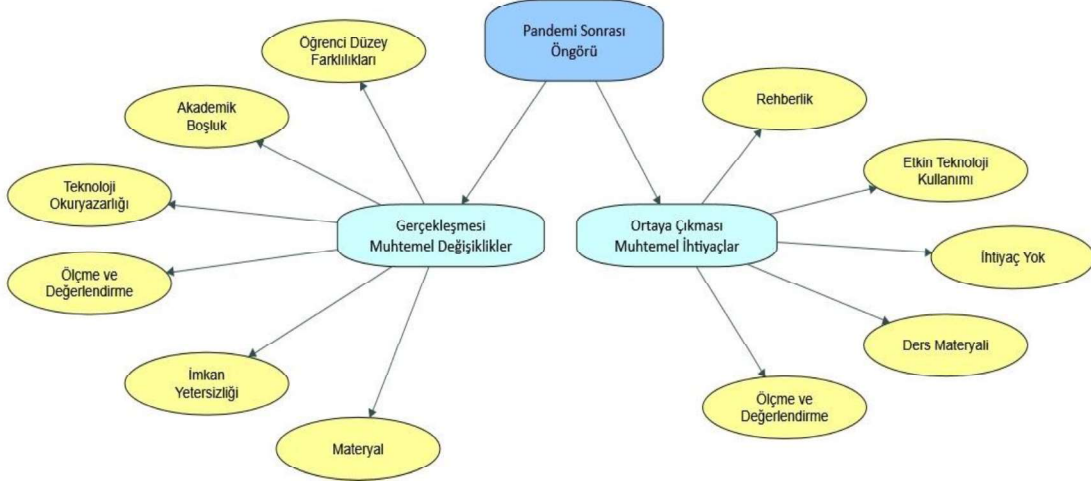 Pandemi Sonrası
Öngörü
Öğrenci Düzey
Farklılıkları
Akademik
Boşluk
Teknoloji
Okuryazarlığı
Ölçme ve
Değerlendirme
İmkan
Yetersizliği
Materyal
Gerçekleşmesi
Muhtemel Değişiklikler
Ortaya Çıkması
Muhtemel İhtiyaçlar
Rehberlik
Etkin Teknoloji
Kullanımı
İhtiyaç Yok
Ders Materyali
Ölçme ve
Değerlendirme